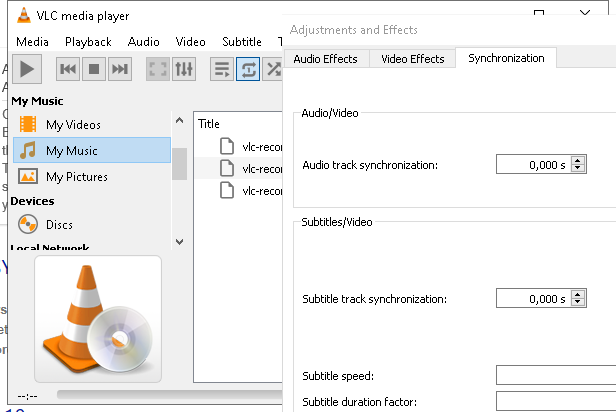 VLC media player
Media Playback Audio Video Subtitle
My Music
My Videos
My Music
My Pictures
Devices
Discs
Local Network
Title
vlc-recor
vlc-recor
vlc-recor
--:--
Adjustments and Effects
Audio Effects Video Effects Synchronization
Audio/Video
Audio track synchronization: 0,000 s
Subtitles/Video
Subtitle track synchronization: 0,000 s
Subtitle speed:
Subtitle duration factor: